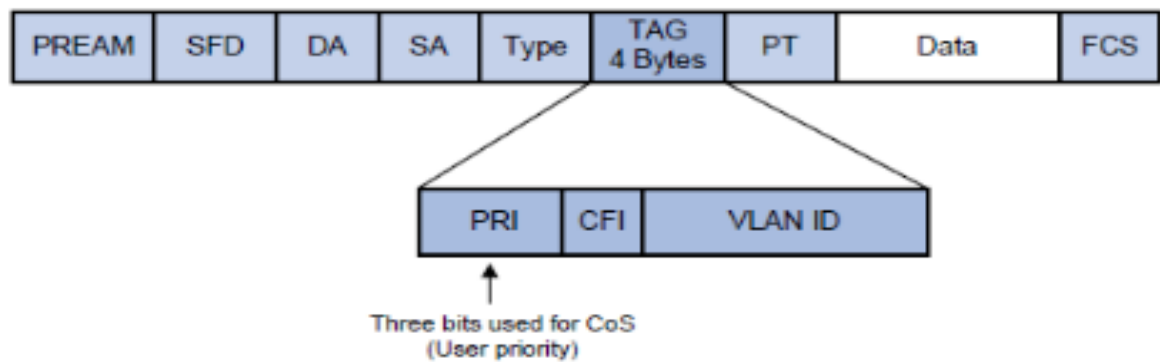 PREAM SFD DA SA Type TAG 4 Bytes PT Data FCS
PRI CFI VLAN ID
Three bits used for CoS
(User priority)